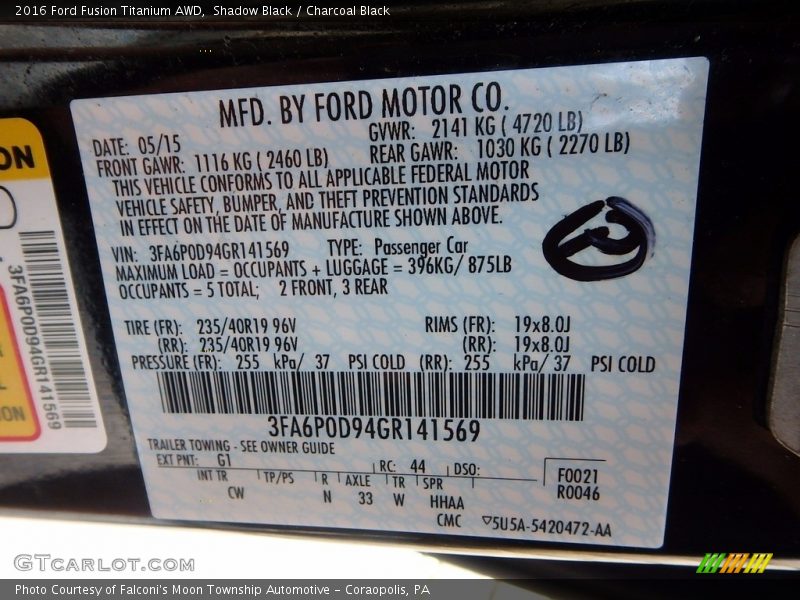 2016 Ford Fusion Titanium AWD,  Shadow Black / Charcoal Black
MFD. BY FORD MOTOR CO.
DATE: 05/15
GVWR: 2141 KG ( 4720 LB)
FRONT GAWR: 1116 KG ( 2460 LB)
REAR GAWR: 1030 KG ( 2270 LB)
THIS VEHICLE CONFORMS TO ALL APPLICABLE FEDERAL MOTOR
VEHICLE SAFETY, BUMPER, AND THEFT PREVENTION STANDARDS
IN EFFECT ON THE DATE OF MANUFACTURE SHOWN ABOVE.
VIN: 3FA6P0D94GR141569 TYPE: Passenger Car
MAXIMUM LOAD = OCCUPANTS + LUGGAGE = 396KG/ 875LB
OCCUPANTS = 5 TOTAL; 2 FRONT, 3 REAR
TIRE (FR): 235/40R19 96V RIMS (FR): 19x8.0J
(RR): 235/40R19 96V (RR): 19x8.0J
PRESSURE (FR): 255 kPa/ 37 PSI COLD (RR): 255 kPa/ 37 PSI COLD
3FA6P0D94GR141569
TRAILER TOWING - SEE OWNER GUIDE
EXT PNT: G1 RC: 44 DSO:
INT TR TP/PS R AXLE TR SPR
CW N 33 W HHAA
CMC
F0021
R0046
5U5A-5420472-AA
ON
3FA6P0D94GR141569
ION
GTCarLot.com
Photo Courtesy of Falconi's Moon Township Automotive - Coraopolis, PA